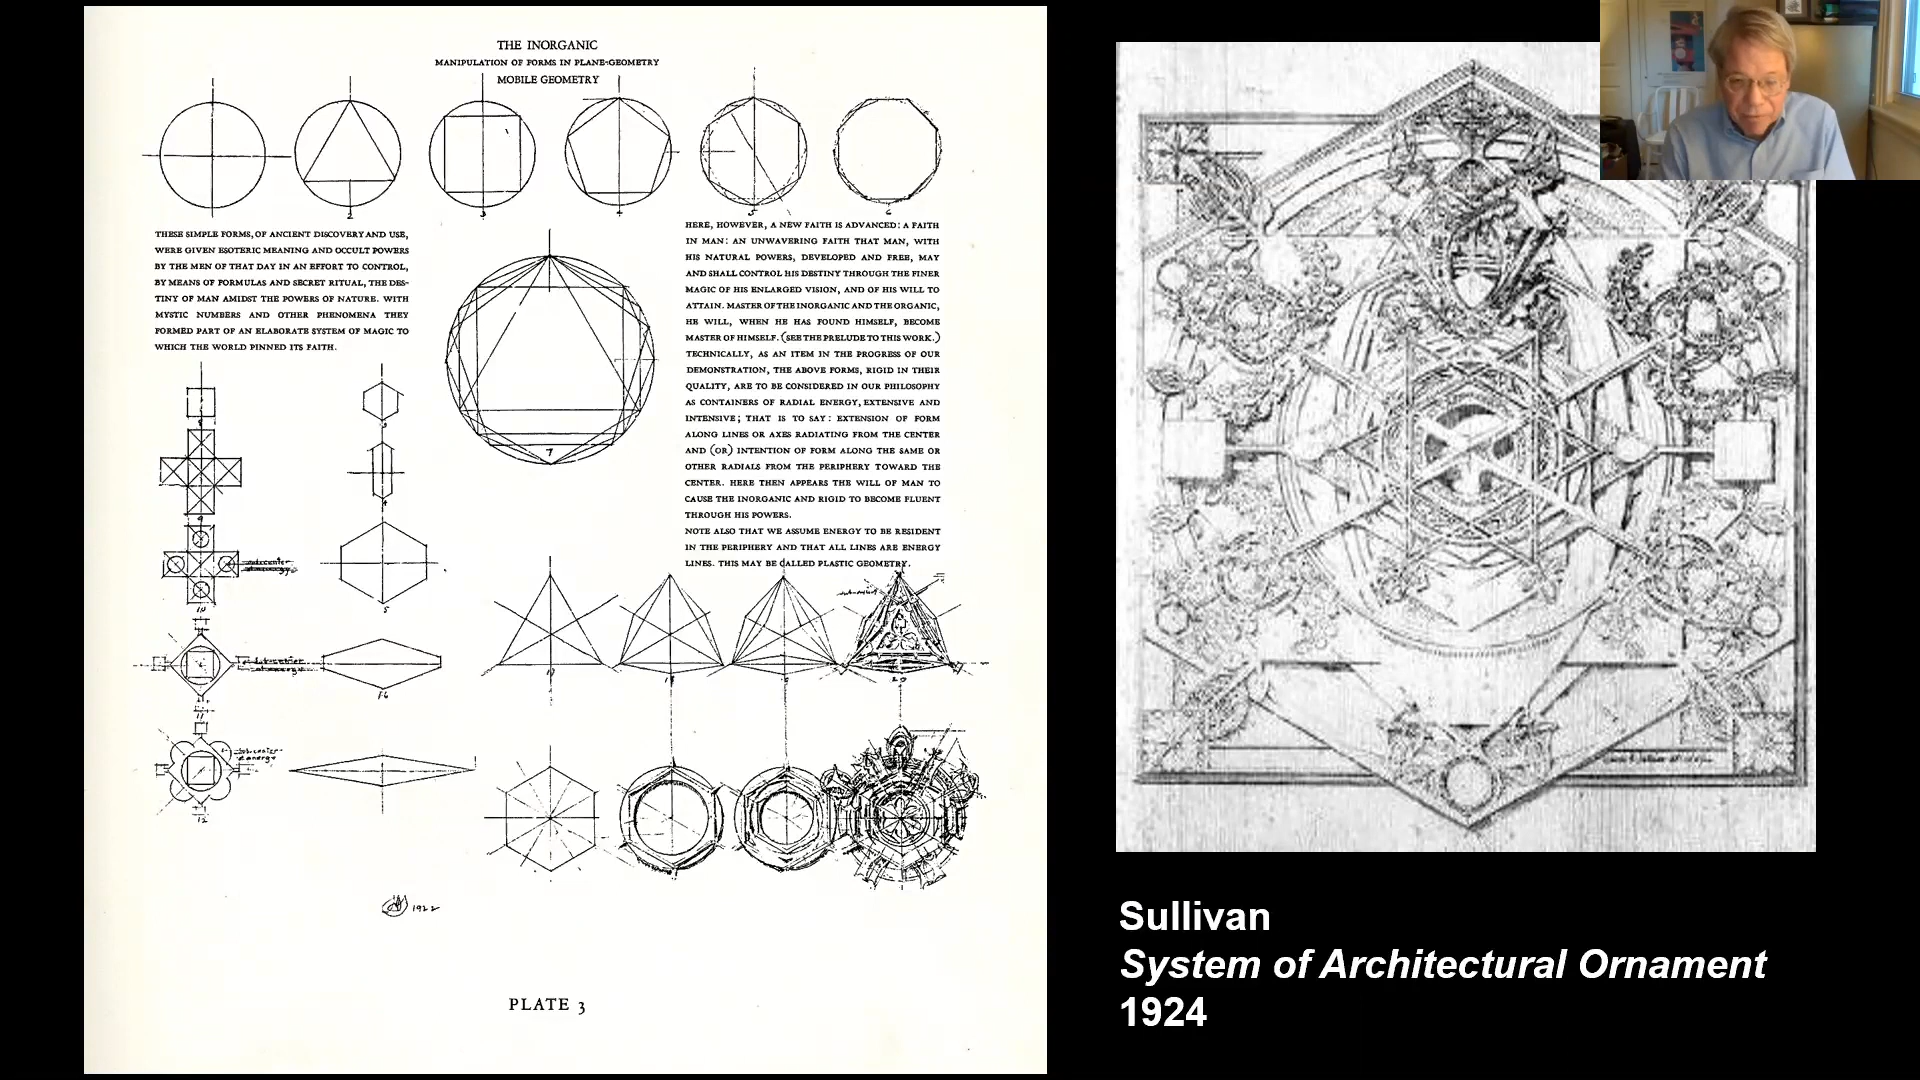 THE INORGANIC
MANIPULATION OF FORMS IN PLANE-GEOMETRY
MOBILE GEOMETRY
2
3
4
5
6
THESE SIMPLE FORMS, OF ANCIENT DISCOVERY AND USE,
WERE GIVEN ESOTERIC MEANING AND OCCULT POWERS
BY THE MEN OF THAT DAY IN AN EFFORT TO CONTROL,
BY MEANS OF FORMULAS AND SECRET RITUAL, THE DES-
TINY OF MAN AMIDST THE POWERS OF NATURE. WITH
MYSTIC NUMBERS AND OTHER PHENOMENA THEY
FORMED PART OF AN ELABORATE SYSTEM OF MAGIC TO
WHICH THE WORLD PINNED ITS FAITH.
7
HERE, HOWEVER, A NEW FAITH IS ADVANCED: A FAITH
IN MAN: AN UNWAVERING FAITH THAT MAN, WITH
HIS NATURAL POWERS, DEVELOPED AND FREE, MAY
AND SHALL CONTROL HIS DESTINY THROUGH THE FINER
MAGIC OF HIS ENLARGED VISION, AND OF HIS WILL TO
ATTAIN. MASTER OF THE INORGANIC AND THE ORGANIC,
HE WILL, WHEN HE HAS FOUND HIMSELF, BECOME
MASTER OF HIMSELF. (SEE THE PRELUDE TO THIS WORK.)
TECHNICALLY, AS AN ITEM IN THE PROGRESS OF OUR
DEMONSTRATION, THE ABOVE FORMS, RIGID IN THEIR
QUALITY, ARE TO BE CONSIDERED IN OUR PHILOSOPHY
AS CONTAINERS OF RADIAL ENERGY, EXTENSIVE AND
INTENSIVE; THAT IS TO SAY: EXTENSION OF FORM
ALONG LINES OR AXES RADIATING FROM THE CENTER
AND (OR) INTENTION OF FORM ALONG THE SAME OR
OTHER RADIALS FROM THE PERIPHERY TOWARD THE
CENTER. HERE THEN APPEARS THE WILL OF MAN TO
CAUSE THE INORGANIC AND RIGID TO BECOME FLUENT
THROUGH HIS POWERS.
NOTE ALSO THAT WE ASSUME ENERGY TO BE RESIDENT
IN THE PERIPHERY AND THAT ALL LINES ARE ENERGY
LINES. THIS MAY BE CALLED PLASTIC GEOMETRY.
8
9
10
11
12
20
1922
PLATE 3
Sullivan
System of Architectural Ornament
1924